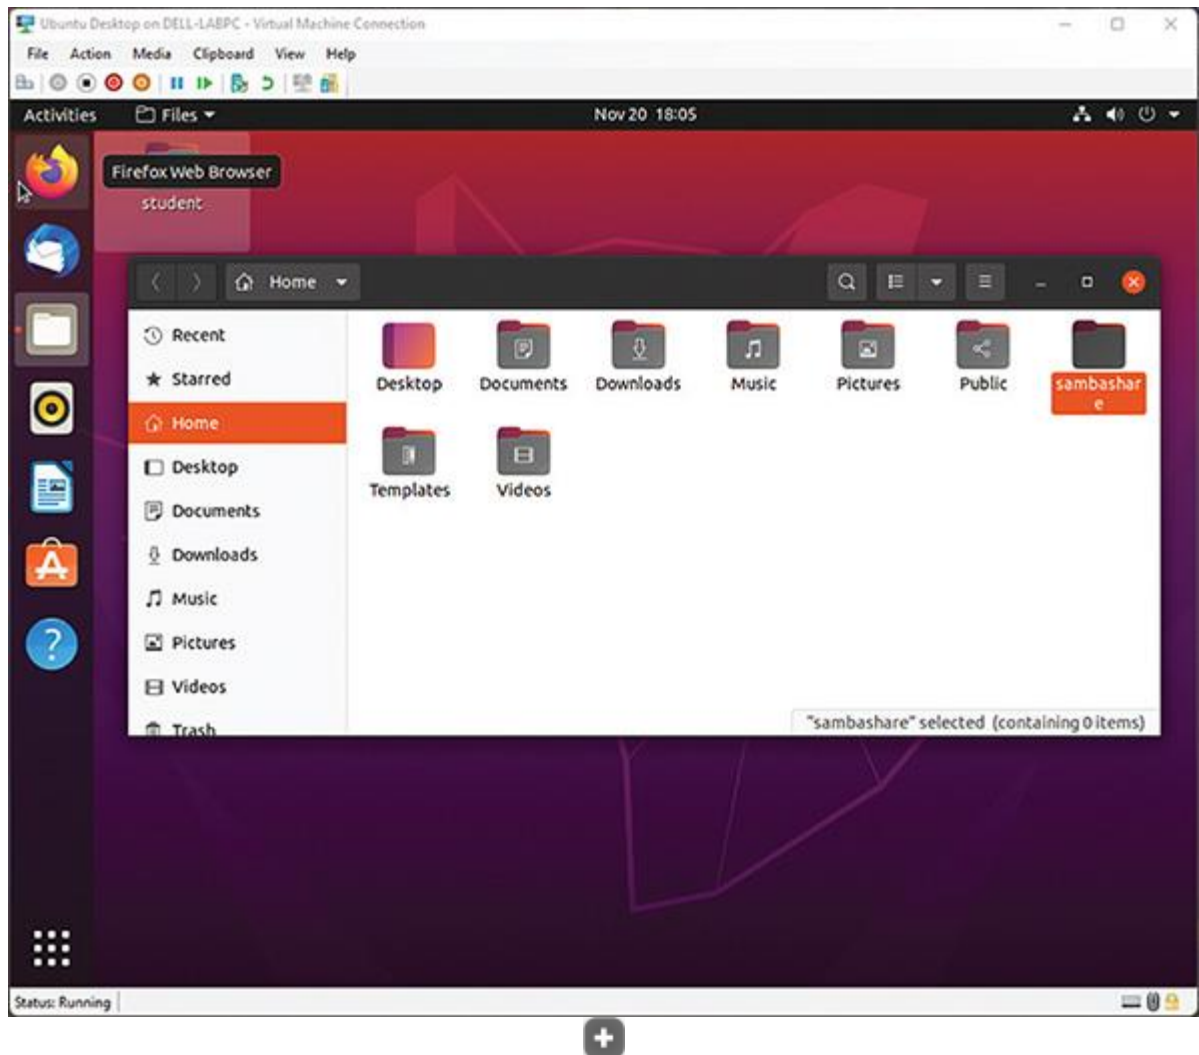 Ubuntu Desktop on DELL-LABPC - Virtual Machine Connection
File Action Media Clipboard View Help
Activities Files Nov 20 18:05
Firefox Web Browser
student
Home
Recent
Starred
Home
Desktop
Documents
Downloads
Music
Pictures
Videos
Trash
Desktop Documents Downloads Music Pictures Public sambashar
e
Templates Videos
"sambashare" selected (containing 0 items)
Status: Running